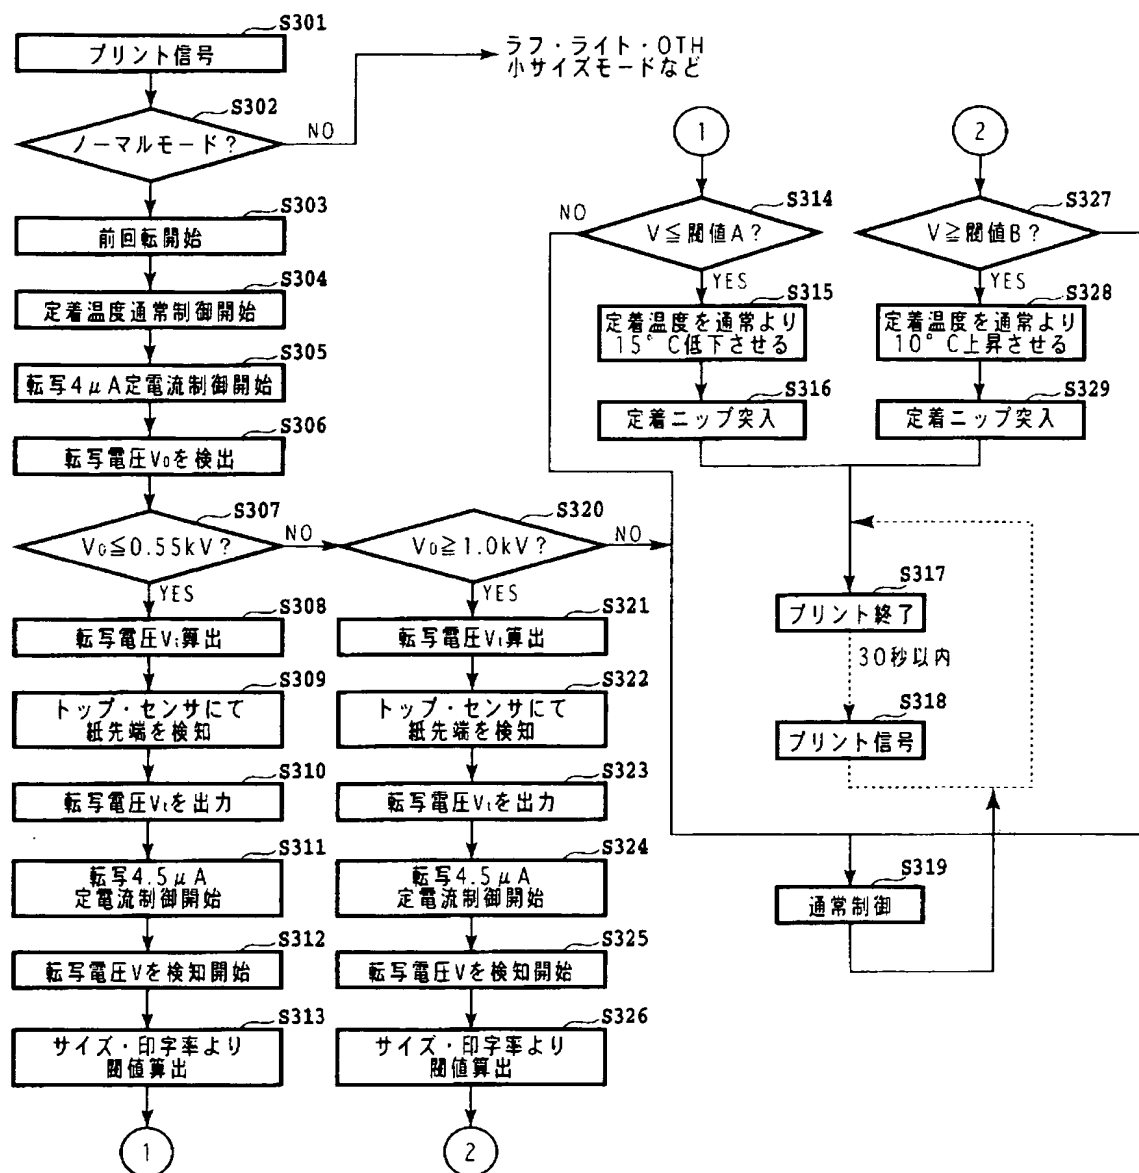 S301
プリント信号
ラフ・ライト・OTH
小サイズモードなど
S302
ノーマルモード？
NO
S303
前回転開始
S304
定着温度通常制御開始
S305
転写4μA定電流制御開始
S306
転写電圧V₀を検出
S307
V₀≦0.55kV？
NO
YES
S308
転写電圧Vₜ算出
S309
トップ・センサにて
紙先端を検知
S310
転写電圧Vₜを出力
S311
転写4.5μA
定電流制御開始
S312
転写電圧Vを検知開始
S313
サイズ・印字率より
閾値算出
1
S320
V₀≧1.0kV？
NO
YES
S321
転写電圧Vₜ算出
S322
トップ・センサにて
紙先端を検知
S323
転写電圧Vₜを出力
S324
転写4.5μA
定電流制御開始
S325
転写電圧Vを検知開始
S326
サイズ・印字率より
閾値算出
2
1
S314
NO
V≦閾値A？
YES
S315
定着温度を通常より
15°C低下させる
S316
定着ニップ突入
2
S327
V≧閾値B？
YES
S328
定着温度を通常より
10°C上昇させる
S329
定着ニップ突入
S317
プリント終了
30秒以内
S318
プリント信号
S319
通常制御